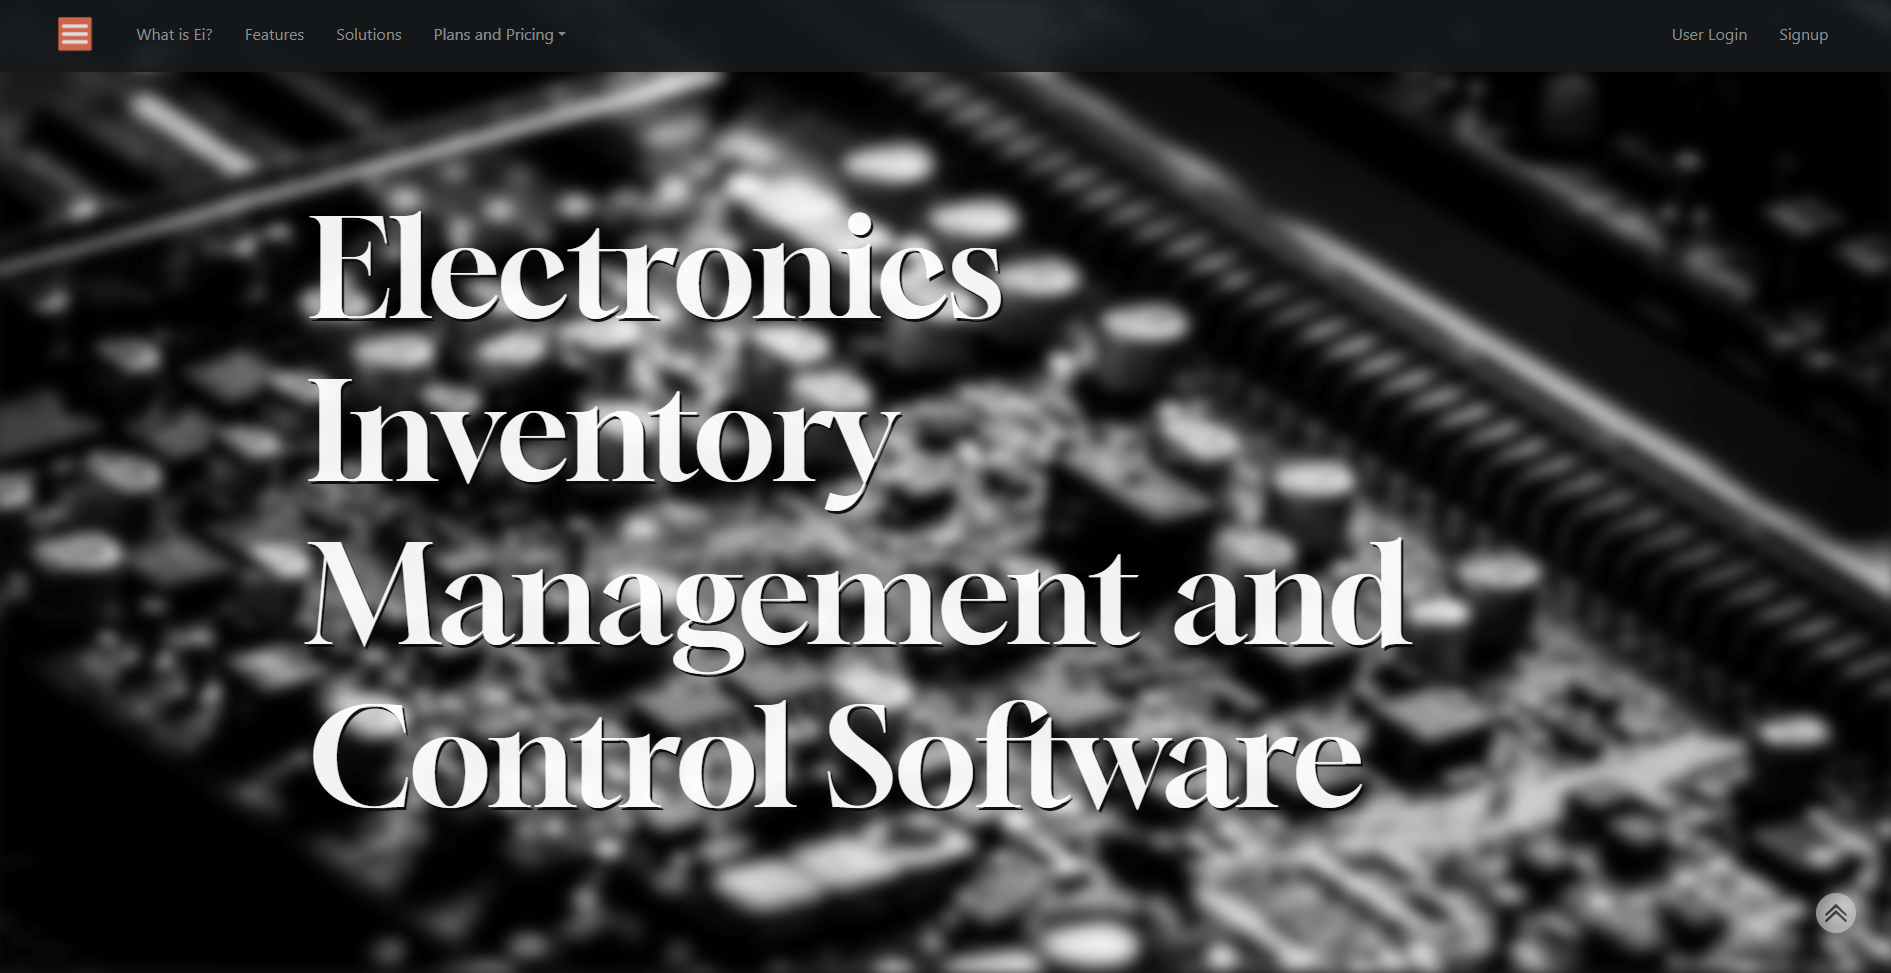 What is Ei? Features Solutions Plans and Pricing User Login Signup
Electronics
Inventory
Management and
Control Software